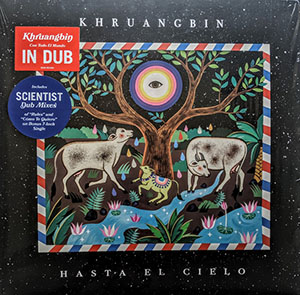 KHRUANGBIN
Khruangbin
Con Todo El Mundo
IN DUB
Includes
SCIENTIST
Dub Mixes
of "Rules" and
"Como Te Quiero"
on Bonus 7-inch
Single
HASTA EL CIELO